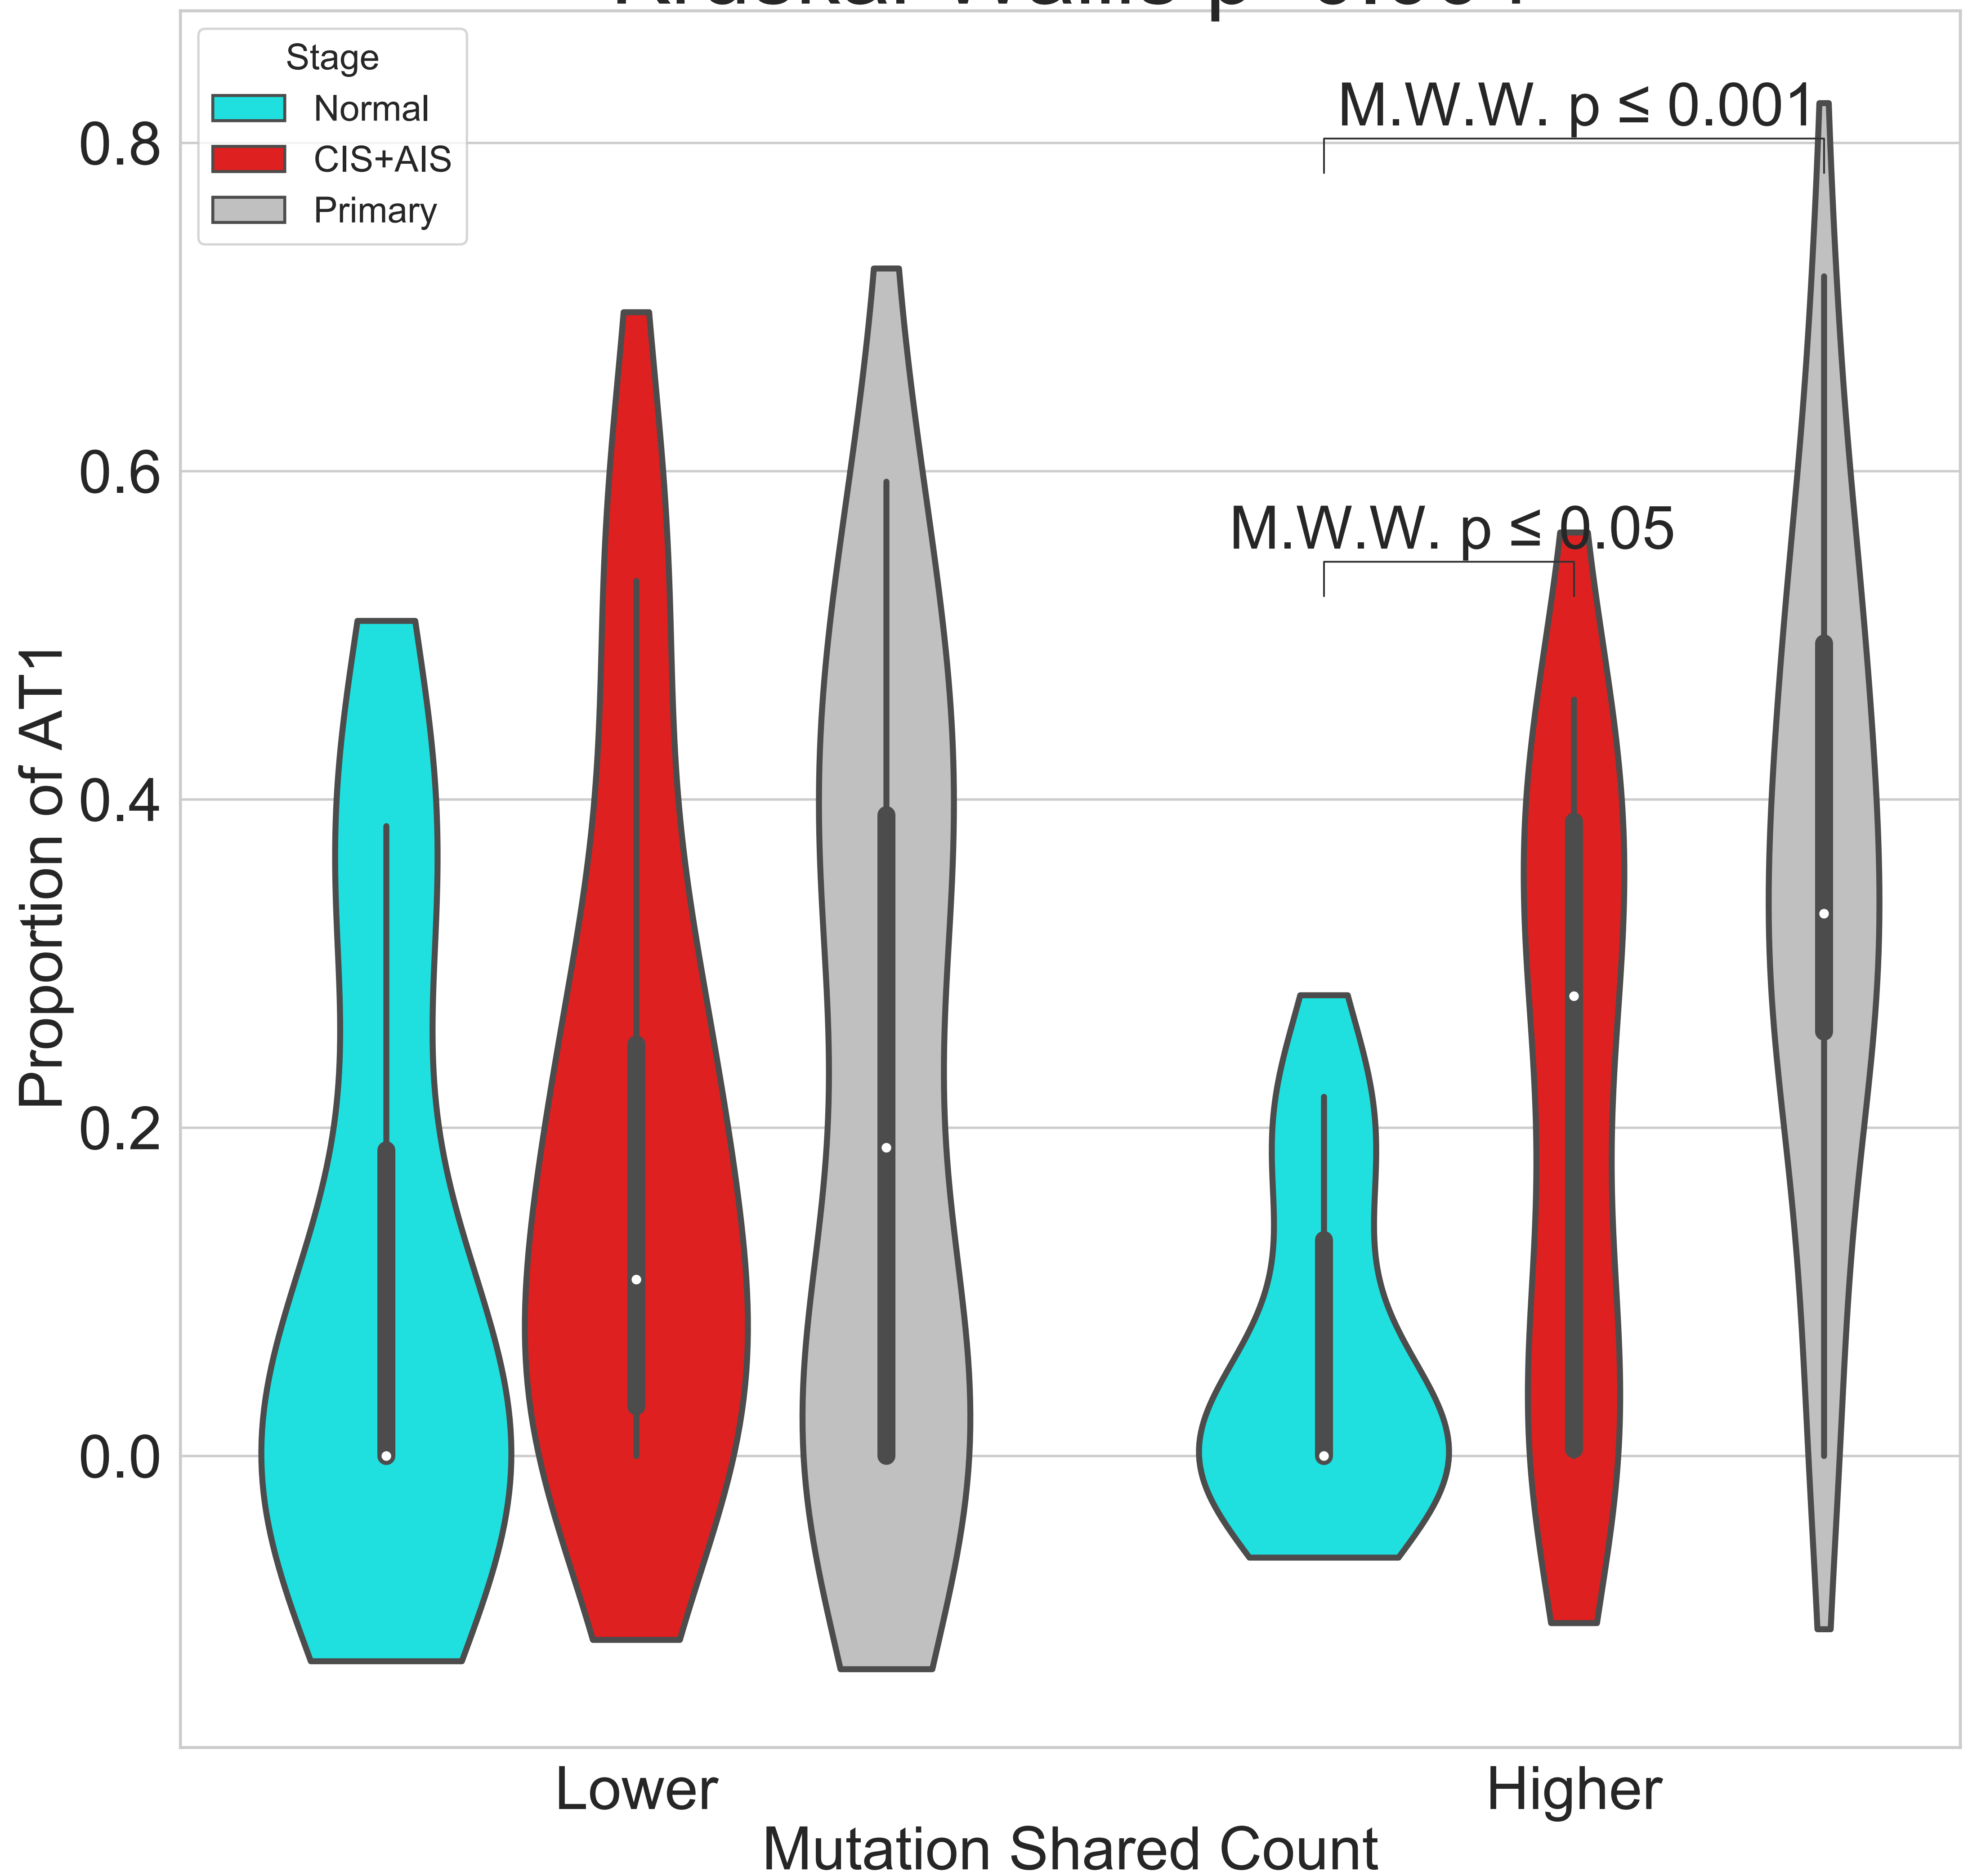 Stage
Normal
CIS+AIS
Primary
M.W.W. p ≤ 0.001
M.W.W. p ≤ 0.05
0.8
0.6
0.4
0.2
0.0
Proportion of AT1
Lower
Higher
Mutation Shared Count